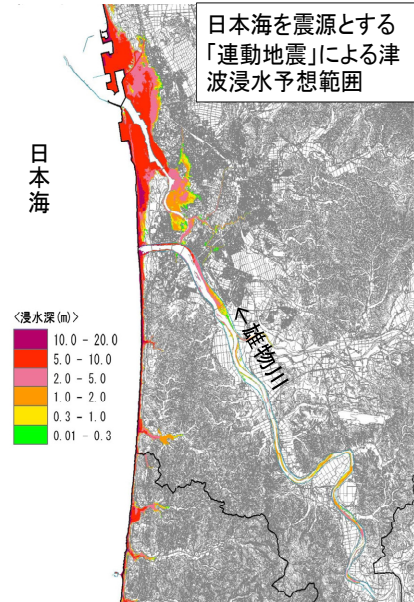 日本海を震源とする
「連動地震」による津
波浸水予想範囲
日本海
<浸水深(m)>
10.0 - 20.0
5.0 - 10.0
2.0 - 5.0
1.0 - 2.0
0.3 - 1.0
0.01 - 0.3
←雄物川